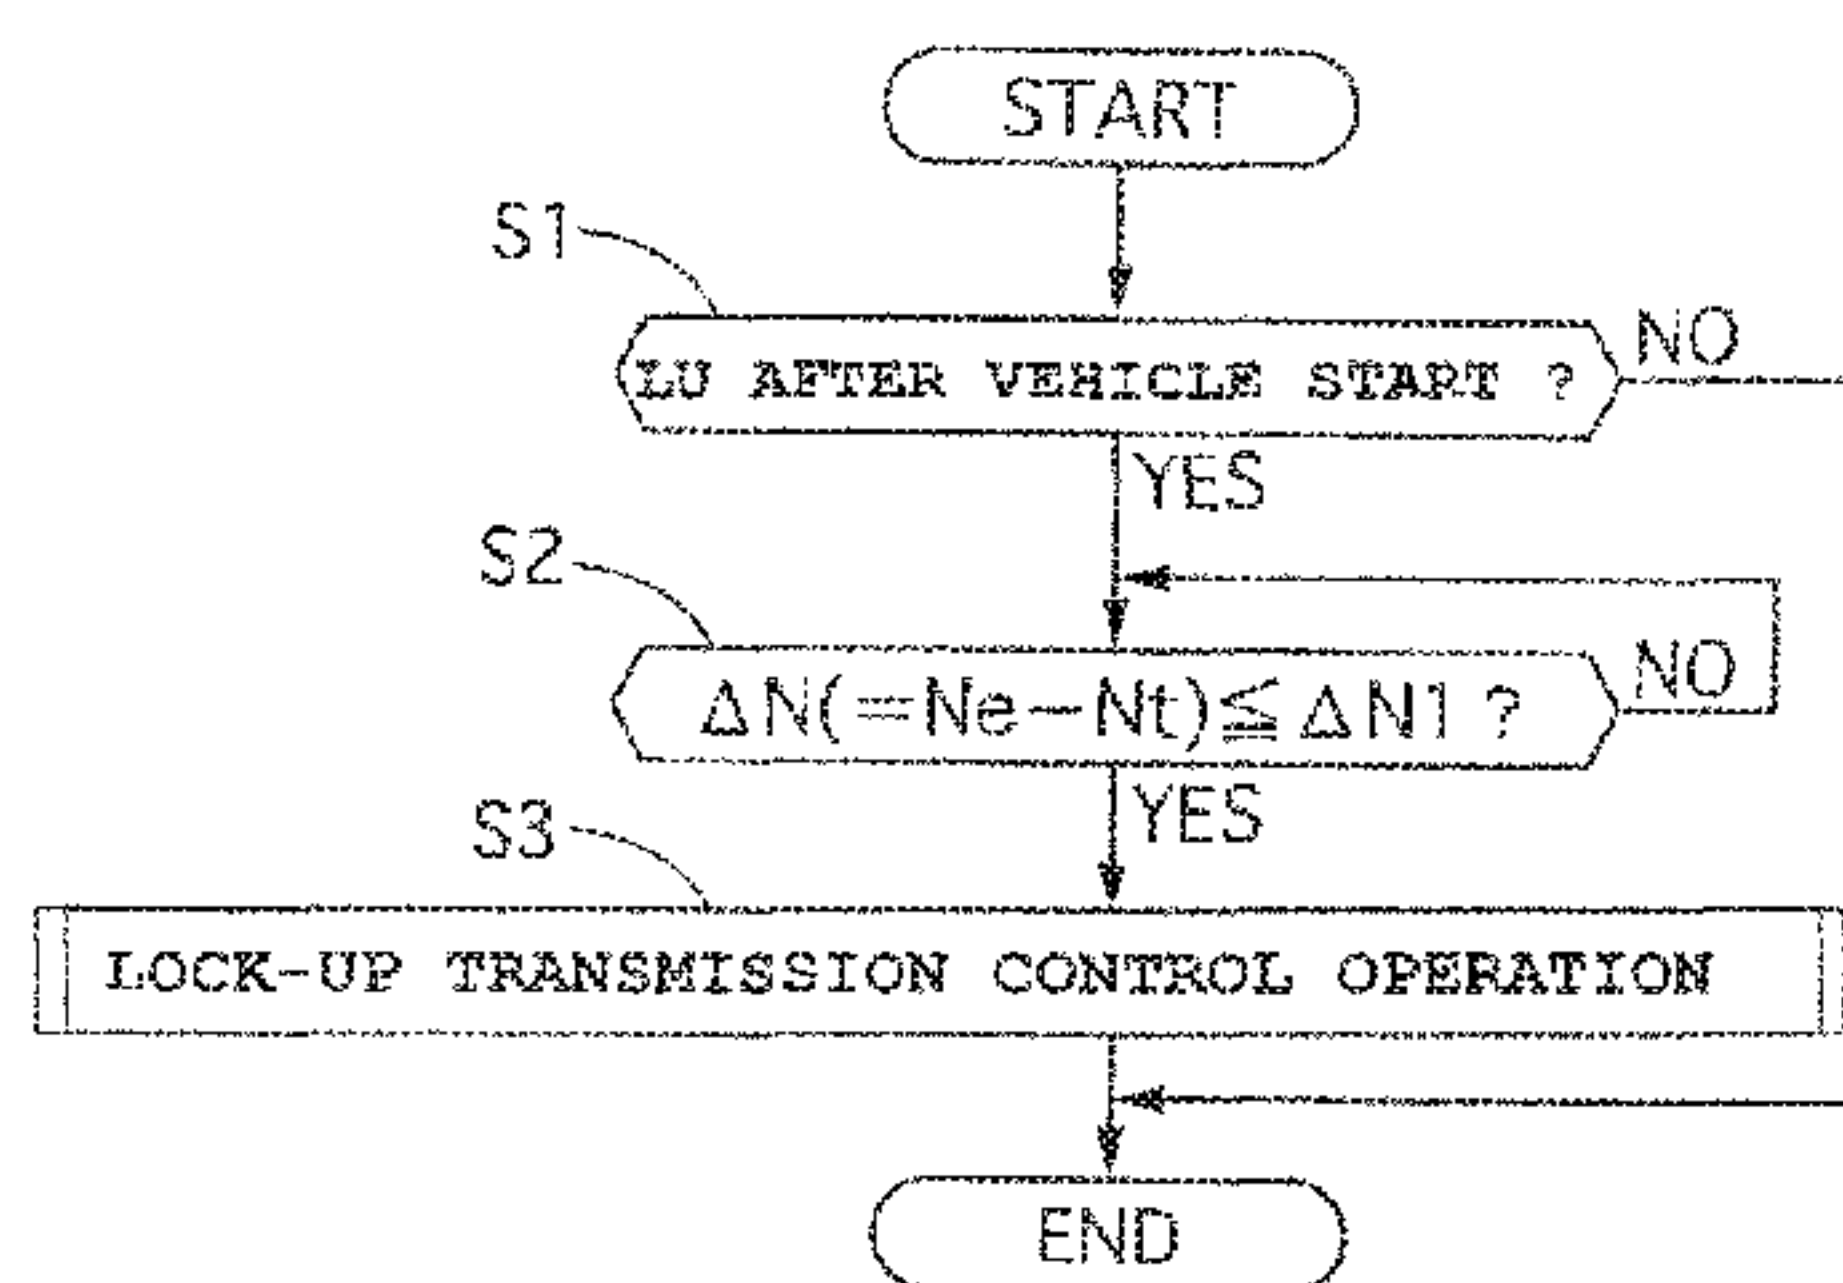 START
S1
LU AFTER VEHICLE START ?
NO
YES
S2
ΔN(=Ne-Nt)≦ΔN1 ?
NO
YES
S3
LOCK-UP TRANSMISSION CONTROL OPERATION
END